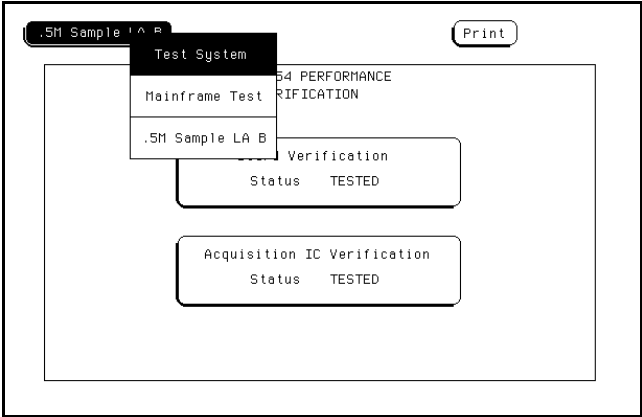 .5M Sample LA B
Print
Test System
Mainframe Test
.5M Sample LA B
54 PERFORMANCE
RIFICATION
Verification
Status TESTED
Acquisition IC Verification
Status TESTED